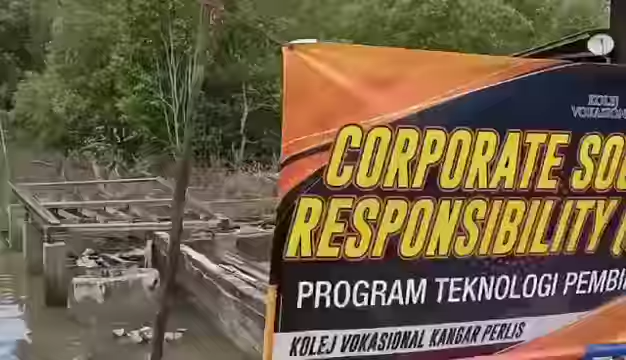 KOLEJ
VOKASIONAL
CORPORATE SO
RESPONSIBILITY (
PROGRAM TEKNOLOGI PEMBI
KOLEJ VOKASIONAL KANGAR PERLIS